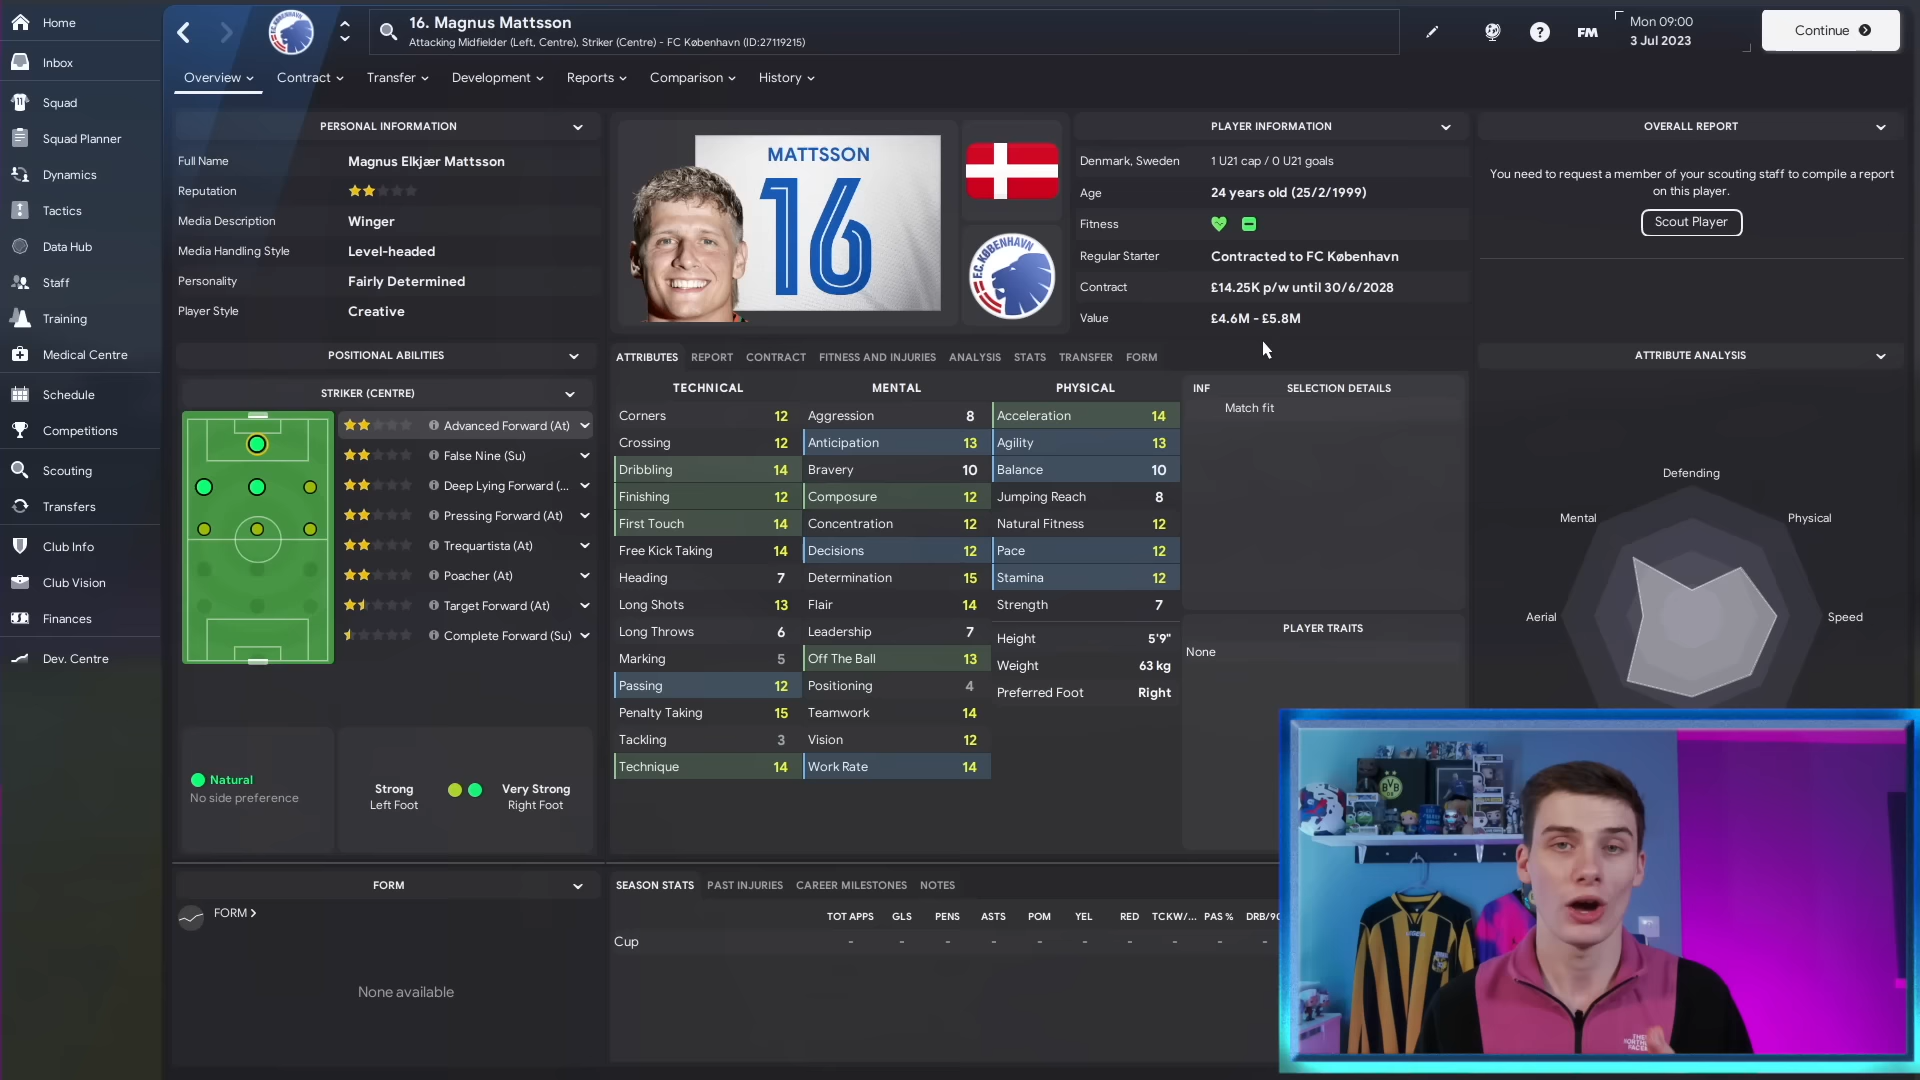 Home
Inbox
Squad
Squad Planner
Dynamics
Tactics
Data Hub
Staff
Training
Medical Centre
Schedule
Competitions
Scouting
Transfers
Club Info
Club Vision
Finances
Dev. Centre
16. Magnus Mattsson
Attacking Midfielder (Left, Centre), Striker (Centre) - FC København (ID:27119215)
FM
Mon 09:00
3 Jul 2023
Continue
Overview
Contract
Transfer
Development
Reports
Comparison
History
PERSONAL INFORMATION
Full Name Magnus Elkjær Mattsson
Reputation
Media Description Winger
Media Handling Style Level-headed
Personality Fairly Determined
Player Style Creative
MATTSSON
16
F.C. KØBENHAVN
PLAYER INFORMATION
Denmark, Sweden 1 U21 cap / 0 U21 goals
Age 24 years old (25/2/1999)
Fitness
Regular Starter Contracted to FC København
Contract £14.25K p/w until 30/6/2028
Value £4.6M - £5.8M
OVERALL REPORT
You need to request a member of your scouting staff to compile a report
on this player.
Scout Player
POSITIONAL ABILITIES
STRIKER (CENTRE)
Advanced Forward (At)
False Nine (Su)
Deep Lying Forward (...
Pressing Forward (At)
Trequartista (At)
Poacher (At)
Target Forward (At)
Complete Forward (Su)
Natural
No side preference
Strong
Left Foot
Very Strong
Right Foot
ATTRIBUTES REPORT CONTRACT FITNESS AND INJURIES ANALYSIS STATS TRANSFER FORM
TECHNICAL
Corners 12
Crossing 12
Dribbling 14
Finishing 12
First Touch 14
Free Kick Taking 14
Heading 7
Long Shots 13
Long Throws 6
Marking 5
Passing 12
Penalty Taking 15
Tackling 3
Technique 14
MENTAL
Aggression 8
Anticipation 13
Bravery 10
Composure 12
Concentration 12
Decisions 12
Determination 15
Flair 14
Leadership 7
Off The Ball 13
Positioning 4
Teamwork 14
Vision 12
Work Rate 14
PHYSICAL
Acceleration 14
Agility 13
Balance 10
Jumping Reach 8
Natural Fitness 12
Pace 12
Stamina 12
Strength 7
Height 5'9"
Weight 63 kg
Preferred Foot Right
INF SELECTION DETAILS
Match fit
PLAYER TRAITS
None
ATTRIBUTE ANALYSIS
Defending
Mental
Physical
Aerial
Speed
FORM
FORM
None available
SEASON STATS PAST INJURIES CAREER MILESTONES NOTES
TOT APPS GLS PENS ASTS POM YEL RED TCKW/... PAS % DRB/90
Cup - - - - - - - - - -
BVB
09
THE
NORTH
FACE